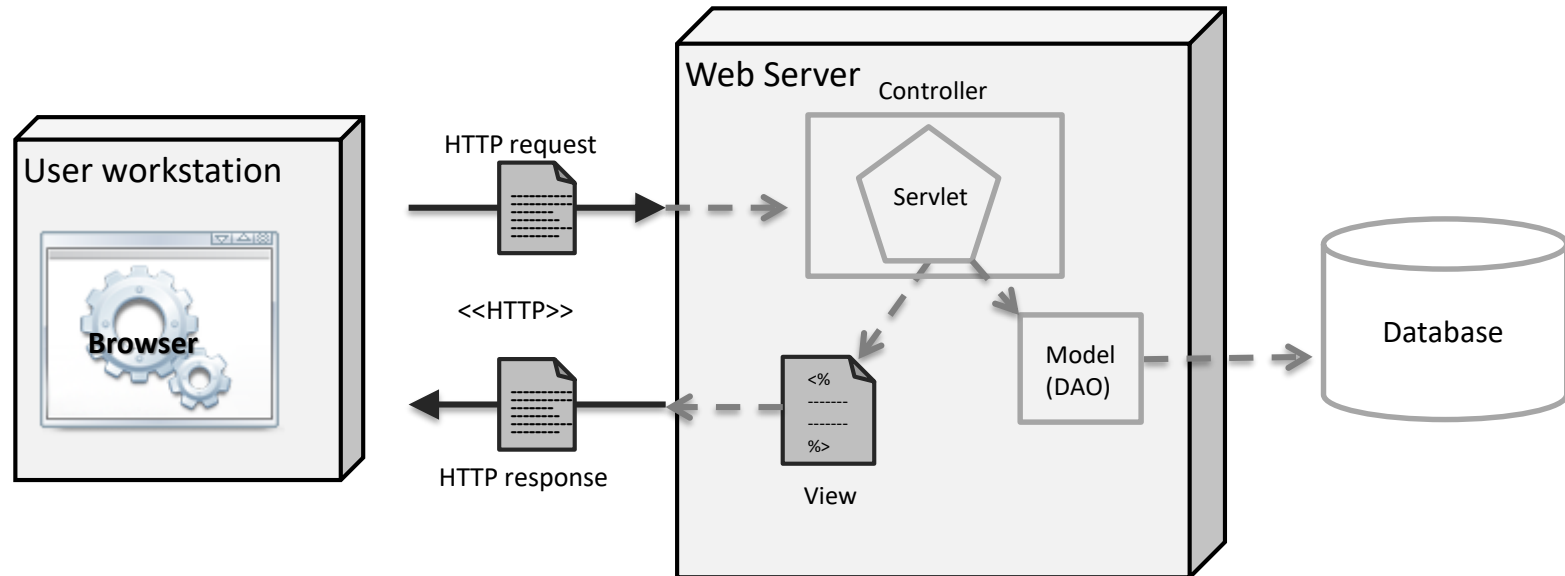 Web Server
Controller
HTTP request
User workstation
Servlet
<<HTTP>>
Browser
Database
Model
(DAO)
<%
-------
-------
%>
HTTP response
View